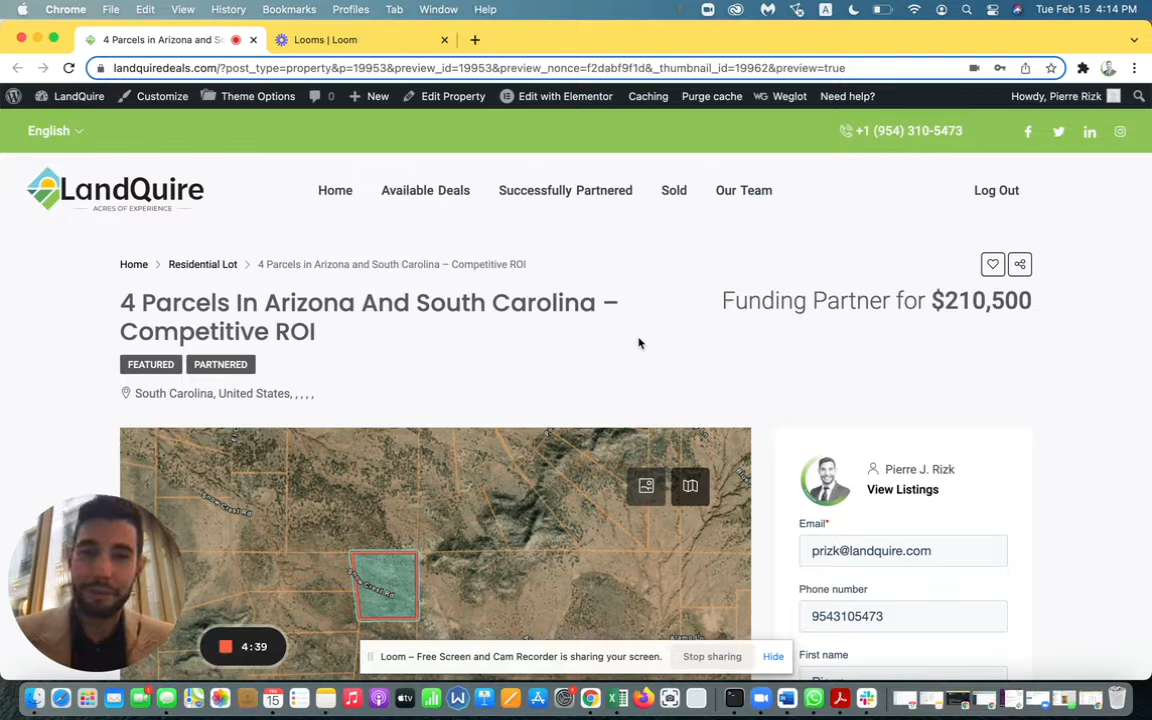 Chrome File Edit View History Bookmarks Profiles Tab Window Help
Tue Feb 15 4:14 PM
4 Parcels in Arizona and So
Looms | Loom
landquiredeals.com/?post_type=property&p=19953&preview_id=19953&preview_nonce=f2dabf9f1d&_thumbnail_id=19962&preview=true
LandQuire Customize Theme Options 0 New Edit Property Edit with Elementor Caching Purge cache Weglot Need help? Howdy, Pierre Rizk
English
+1 (954) 310-5473
LandQuire
ACRES OF EXPERIENCE
Home Available Deals Successfully Partnered Sold Our Team Log Out
Home > Residential Lot > 4 Parcels in Arizona and South Carolina – Competitive ROI
4 Parcels In Arizona And South Carolina –
Competitive ROI
Funding Partner for $210,500
FEATURED PARTNERED
South Carolina, United States, , , , ,
Snow Crest Rd
Snow Crest Rd
Pierre J. Rizk
View Listings
Email*
prizk@landquire.com
Phone number
9543105473
First name
4:39
Loom – Free Screen and Cam Recorder is sharing your screen. Stop sharing Hide